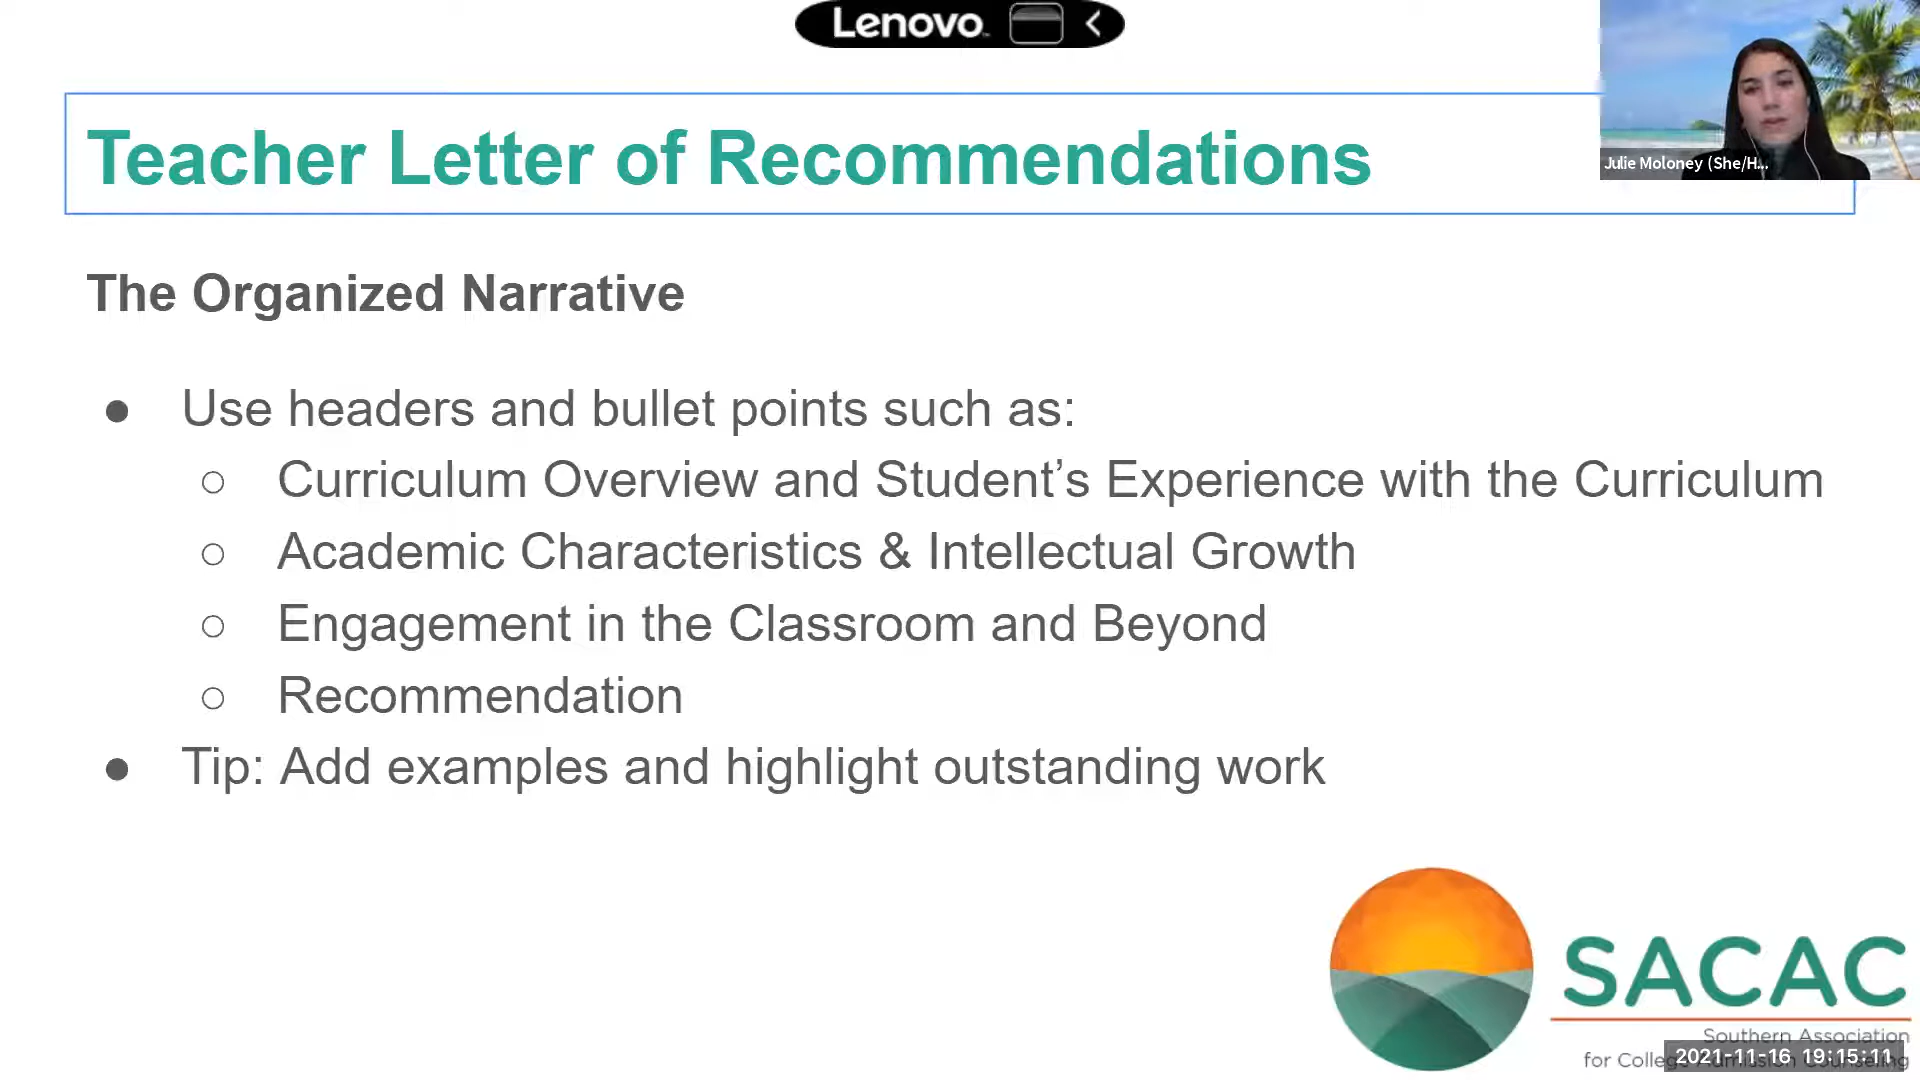 Lenovo
Teacher Letter of Recommendations
Julie Moloney (She/H...
The Organized Narrative
● Use headers and bullet points such as:
○ Curriculum Overview and Student’s Experience with the Curriculum
○ Academic Characteristics & Intellectual Growth
○ Engagement in the Classroom and Beyond
○ Recommendation
● Tip: Add examples and highlight outstanding work
SACAC
Southern Association
for College Admission Counseling
2021-11-16 19:15:11